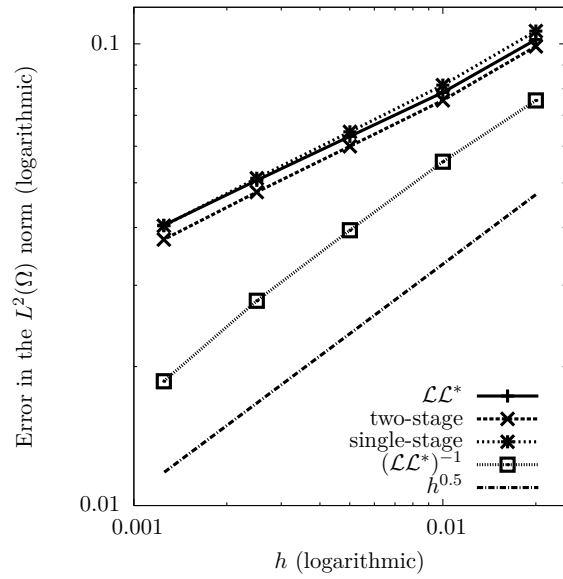 0.1
0.01
Error in the L²(Ω) norm (logarithmic)
ℒℒ*
two-stage
single-stage
(ℒℒ*)⁻¹
h⁰·⁵
0.001
0.01
h (logarithmic)